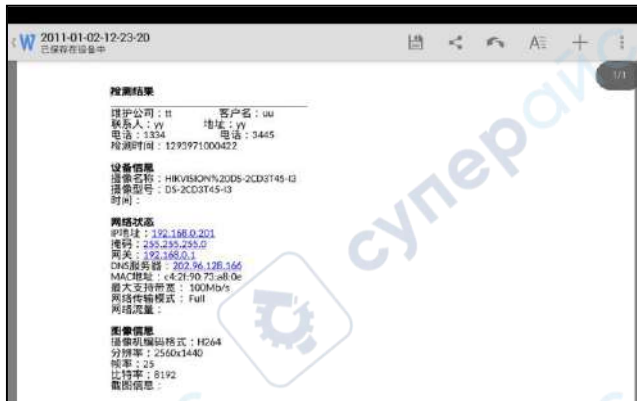 W 2011-01-02-12-23-20
已保存在设备中
1/1
检测结果
维护公司：tt 客户名：uu
联系人：yy 地址：yy
电话：1334 电话：3445
检测时间：1293971000422
设备信息
摄像名称：HIKVISION%20DS-2CD3T45-I3
摄像型号：DS-2CD3T45-I3
时间：
网络状态
IP地址：192.168.0.201
掩码：255.255.255.0
网关：192.168.0.1
DNS服务器：202.96.128.166
MAC地址：c4:2f:90:73:a8:0e
最大支持带宽：100Mb/s
网络传输模式：Full
网络流量：
图像信息
摄像机编码格式：H264
分辨率：2560x1440
帧率：25
比特率：8192
截图信息：
супер айс